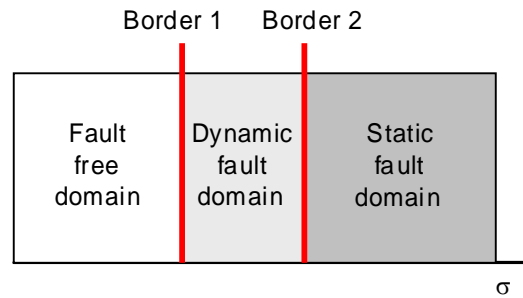 Border 1 Border 2
Fault Dynamic Static
free fault fault
domain domain domain
σ